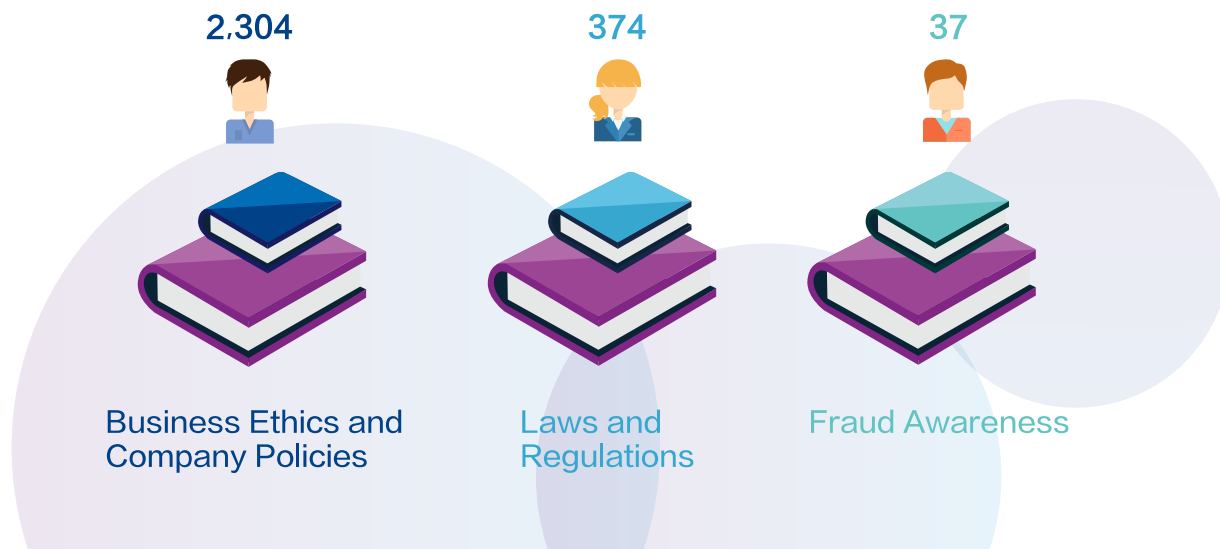 2,304
374
37
Business Ethics and
Company Policies
Laws and
Regulations
Fraud Awareness